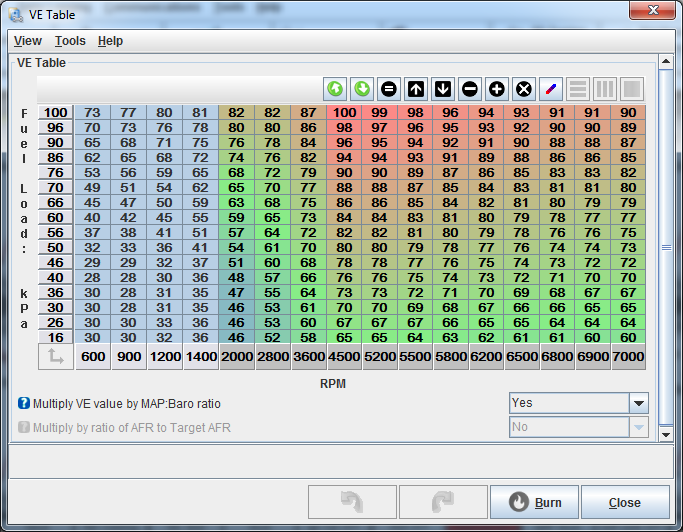 VE Table
View Tools Help
VE Table
Fuel Load: kPa
100 73 77 80 81 82 82 87 100 99 98 96 94 93 91 91 90
96 70 73 76 78 80 80 86 98 97 96 95 93 92 90 90 89
90 65 68 71 75 76 78 84 96 95 94 92 91 90 88 88 87
86 62 65 68 72 74 76 82 94 94 93 91 89 88 86 86 85
76 53 56 59 65 68 72 79 90 90 89 87 86 85 83 83 82
70 49 51 54 62 65 70 77 88 88 87 85 84 83 81 81 80
66 45 47 50 59 63 68 75 86 86 85 84 82 81 80 79 79
60 40 42 45 55 59 65 73 84 84 83 81 80 79 78 77 77
56 37 38 41 51 57 64 72 82 82 81 80 79 78 76 76 75
50 32 33 36 41 54 61 70 80 80 79 78 77 76 74 74 73
46 29 29 32 37 51 60 68 78 78 77 76 75 74 73 72 72
40 28 28 30 36 48 57 66 76 76 75 74 73 72 71 70 70
36 30 28 31 35 47 55 64 73 73 72 71 70 69 68 67 67
30 30 28 31 35 46 53 61 70 70 69 68 67 66 66 65 65
26 30 30 33 36 46 53 60 67 67 67 66 65 65 64 64 64
16 30 30 32 36 46 52 58 65 65 64 63 62 61 61 60 60
600 900 1200 1400 2000 2800 3600 4500 5200 5500 5800 6200 6500 6800 6900 7000
RPM
Multiply VE value by MAP:Baro ratio Yes
Multiply by ratio of AFR to Target AFR No
Burn Close